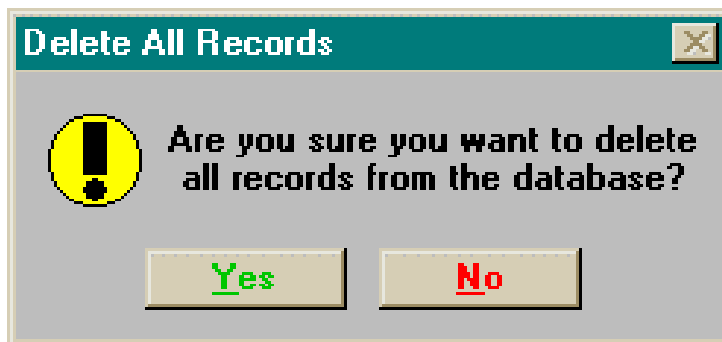 Delete All Records
Are you sure you want to delete
all records from the database?
Yes
No